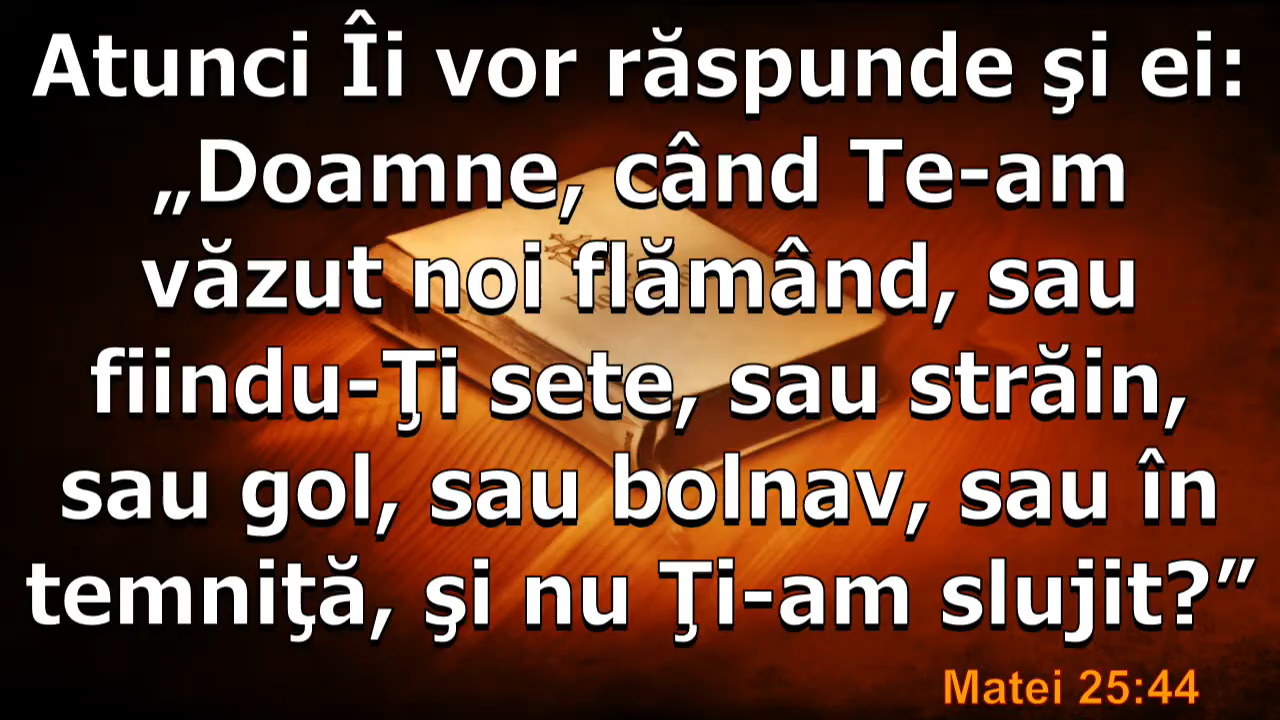 Atunci Îi vor răspunde şi ei:
„Doamne, când Te-am
văzut noi flămând, sau
fiindu-Ţi sete, sau străin,
sau gol, sau bolnav, sau în
temniţă, şi nu Ţi-am slujit?”
Matei 25:44